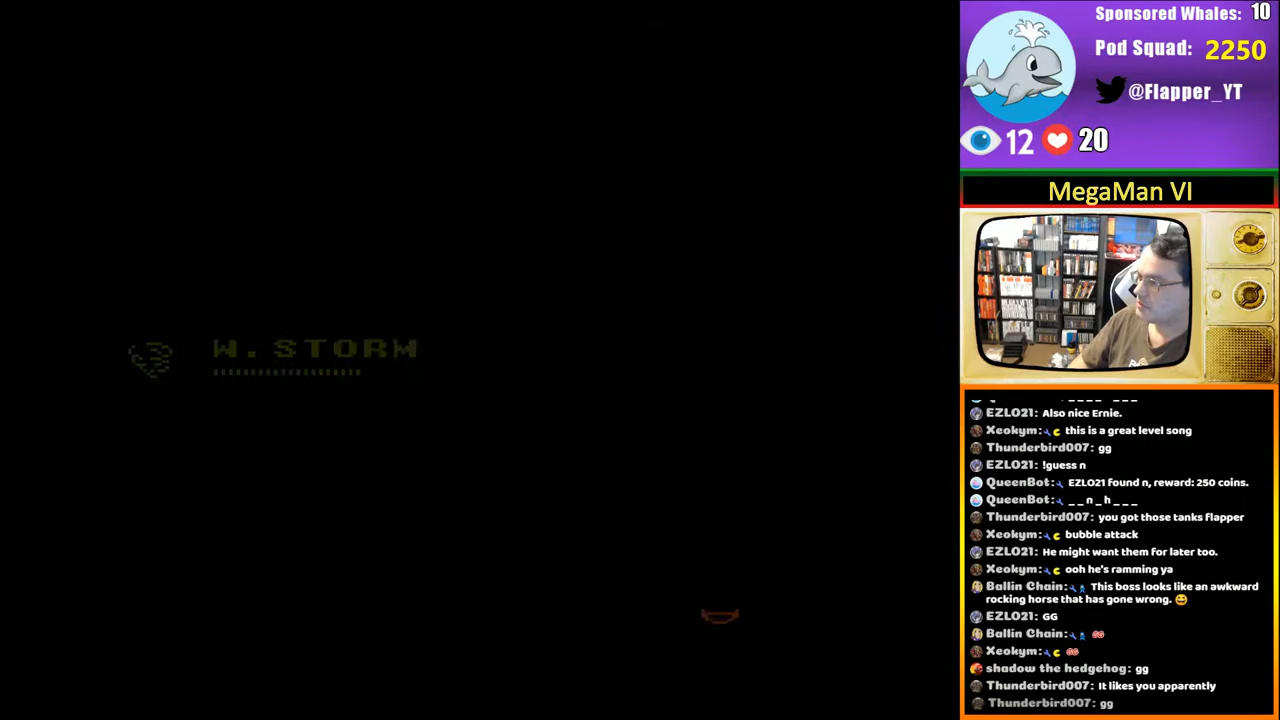 Sponsored Whales: 10
Pod Squad: 2250
@Flapper_YT
12 20
MegaMan VI
W.STORM
EZLO21: Also nice Ernie.
Xeokym: this is a great level song
Thunderbird007: gg
EZLO21: !guess n
QueenBot: EZLO21 found n, reward: 250 coins.
QueenBot: _ _ n _ h _ _ _
Thunderbird007: you got those tanks flapper
Xeokym: bubble attack
EZLO21: He might want them for later too.
Xeokym: ooh he's ramming ya
Ballin Chain: This boss looks like an awkward
rocking horse that has gone wrong. 😄
EZLO21: GG
Ballin Chain: GG
Xeokym: GG
shadow the hedgehog: gg
Thunderbird007: It likes you apparently
Thunderbird007: gg